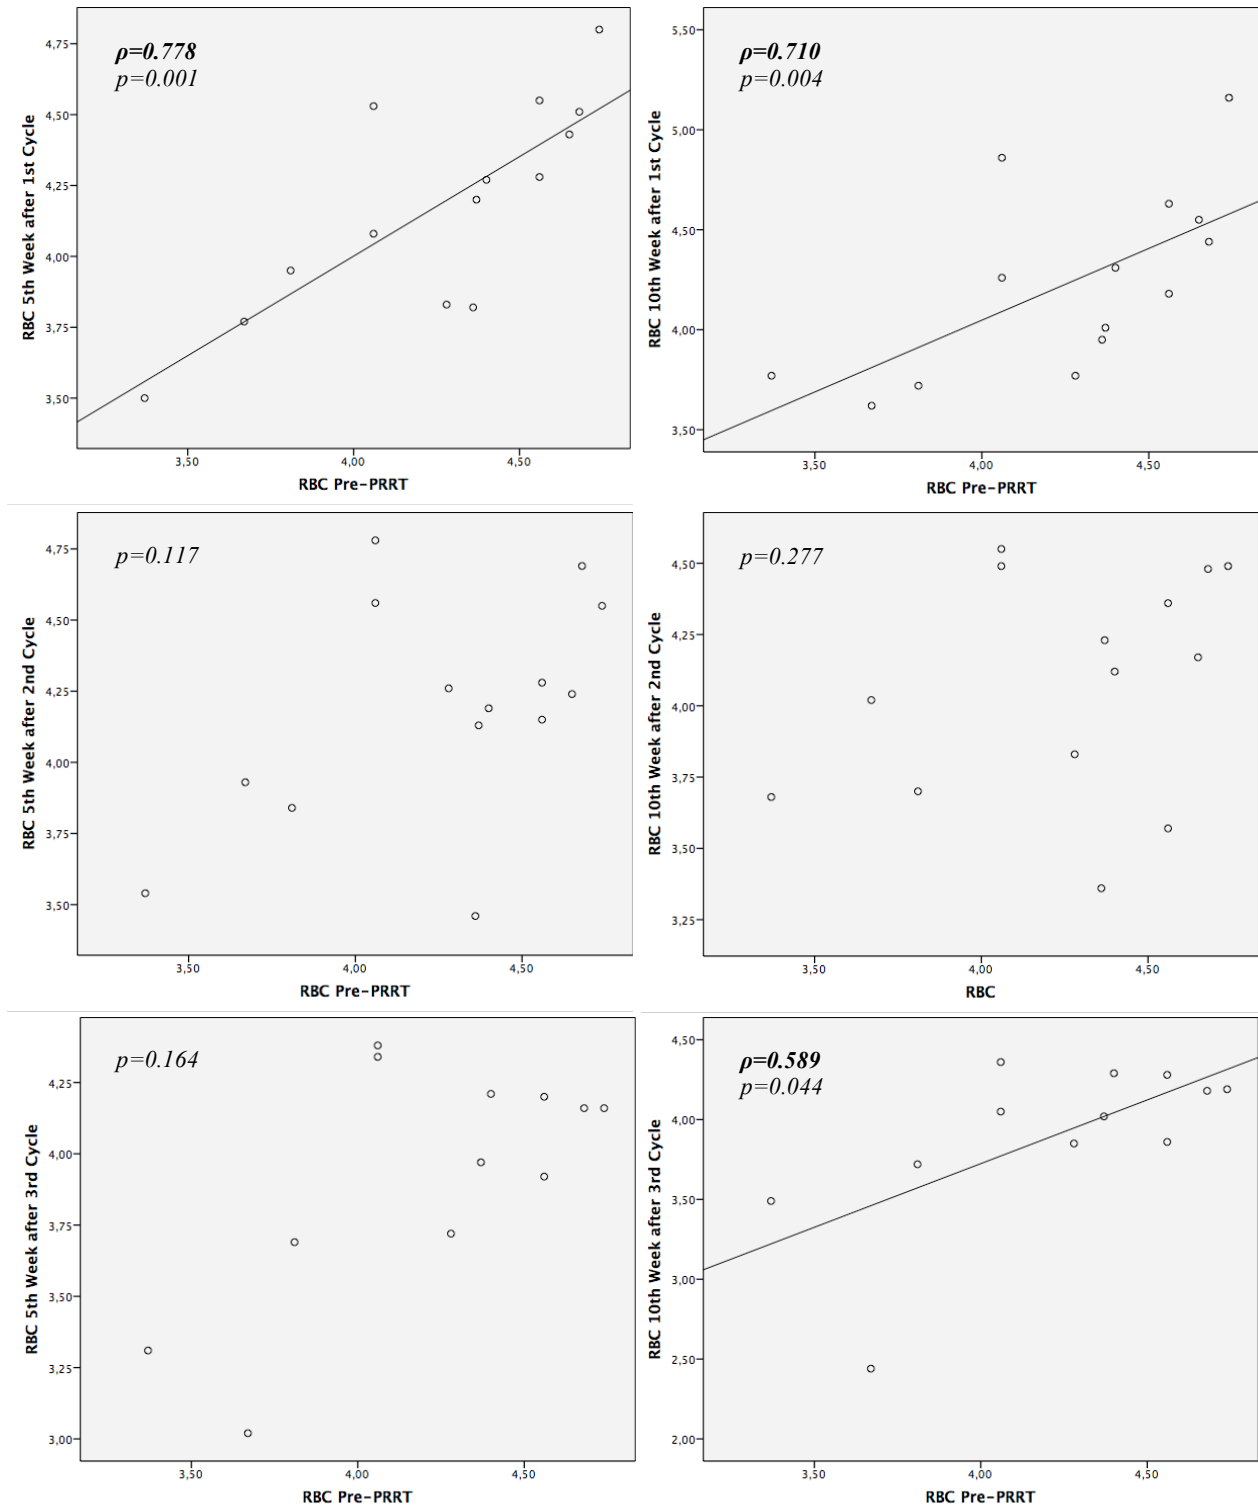 ρ=0.778
p=0.001
4,75
4,50
4,25
4,00
3,75
3,50
RBC 5th Week after 1st Cycle
3,50 4,00 4,50
RBC Pre-PRRT
ρ=0.710
p=0.004
5,50
5,00
4,50
4,00
3,50
RBC 10th Week after 1st Cycle
3,50 4,00 4,50
RBC Pre-PRRT
p=0.117
4,75
4,50
4,25
4,00
3,75
3,50
RBC 5th Week after 2nd Cycle
3,50 4,00 4,50
RBC Pre-PRRT
p=0.277
4,50
4,25
4,00
3,75
3,50
3,25
RBC 10th Week after 2nd Cycle
3,50 4,00 4,50
RBC
p=0.164
4,25
4,00
3,75
3,50
3,25
3,00
RBC 5th Week after 3rd Cycle
3,50 4,00 4,50
RBC Pre-PRRT
ρ=0.589
p=0.044
4,50
4,00
3,50
3,00
2,50
2,00
RBC 10th Week after 3rd Cycle
3,50 4,00 4,50
RBC Pre-PRRT